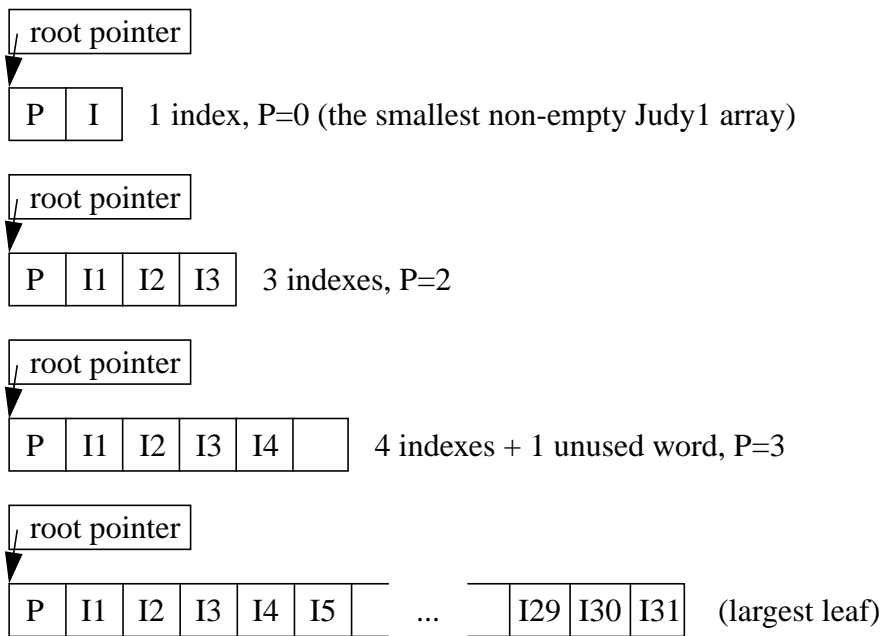 root pointer
P I 1 index, P=0 (the smallest non-empty Judy1 array)
root pointer
P I1 I2 I3 3 indexes, P=2
root pointer
P I1 I2 I3 I4 4 indexes + 1 unused word, P=3
root pointer
P I1 I2 I3 I4 I5 ... I29 I30 I31 (largest leaf)